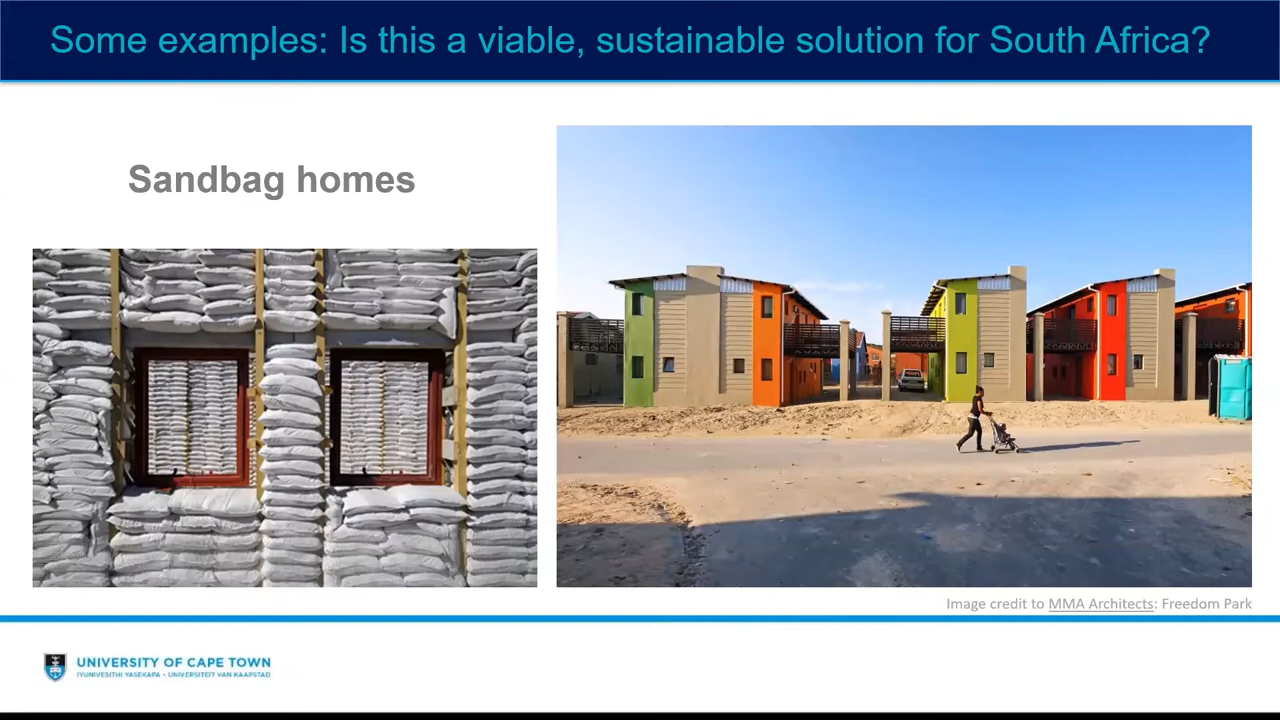 Some examples: Is this a viable, sustainable solution for South Africa?
Sandbag homes
Image credit to MMA Architects: Freedom Park
UNIVERSITY OF CAPE TOWN
IYUNIVESITHI YASEKAPA • UNIVERSITEIT VAN KAAPSTAD